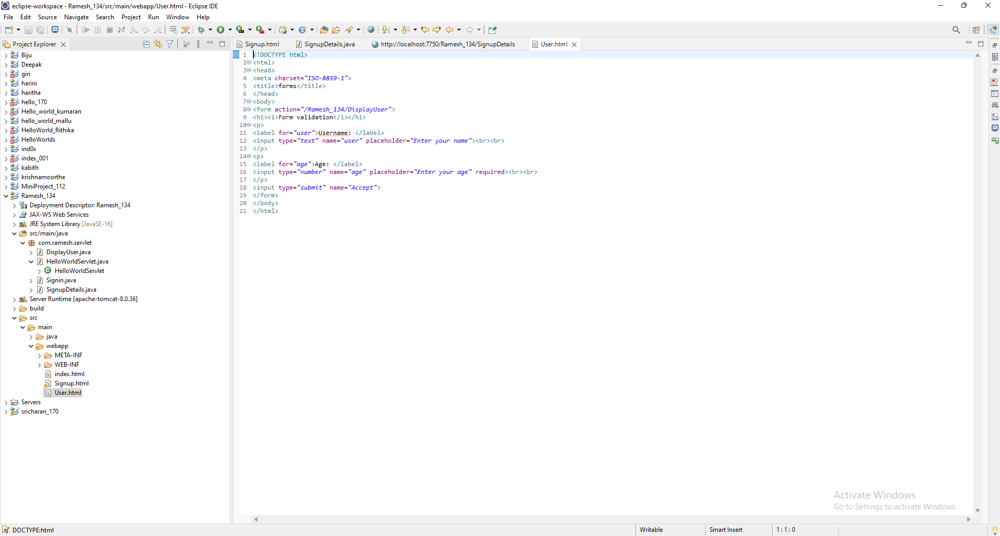 eclipse-workspace - Ramesh_134/src/main/webapp/User.html - Eclipse IDE
File Edit Source Navigate Search Project Run Window Help
Project Explorer
Signup.html SignupDetails.java http://localhost:7750/Ramesh_134/SignupDetails User.html
Biju
Deepak
giri
harini
haritha
hello_170
Hello_world_kumaran
hello_world_mallu
HelloWorld_Rithika
HelloWorlds
ind0x
index_001
kabith
krishnamoorthe
MiniProject_112
Ramesh_134
Deployment Descriptor: Ramesh_134
JAX-WS Web Services
JRE System Library [JavaSE-16]
src/main/java
com.ramesh.servlet
DisplayUser.java
HelloWorldServlet.java
HelloWorldServlet
Signin.java
SignupDetails.java
Server Runtime [apache-tomcat-8.0.36]
build
src
main
java
webapp
META-INF
WEB-INF
index.html
Signup.html
User.html
Servers
sricharan_170
1 <!DOCTYPE html>
2 <html>
3 <head>
4 <meta charset="ISO-8859-1">
5 <title>forms</title>
6 </head>
7 <body>
8 <form action="/Ramesh_134/DisplayUser">
9 <h1><i>Form validation</i></h1>
10 <p>
11 <label for="user">Username: </label>
12 <input type="text" name="user" placeholder="Enter your name"><br><br>
13 </p>
14 <p>
15 <label for="age">Age: </label>
16 <input type="number" name="age" placeholder="Enter your age" required><br><br>
17 </p>
18 <input type="submit" name="Accept">
19 </form>
20 </body>
21 </html>
Activate Windows
Go to Settings to activate Windows.
DOCTYPE:html Writable Smart Insert 1 : 1 : 0